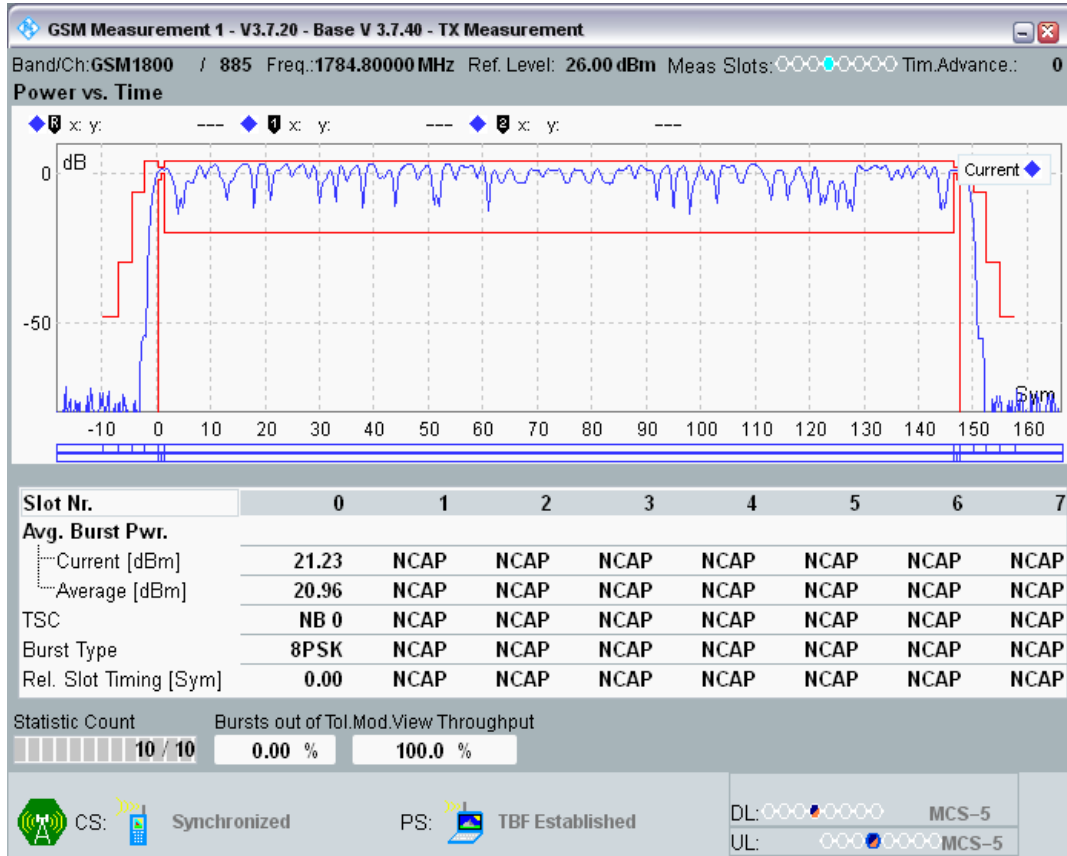 GSM Measurement 1 - V3.7.20 - Base V 3.7.40 - TX Measurement
Band/Ch:GSM1800 / 885 Freq.:1784.80000 MHz Ref. Level: 26.00 dBm Meas Slots: Tim.Advance.: 0
Power vs. Time
R x: y: --- 1 x: y: --- 2 x: y: ---
dB
Current
0
-50
Sym
-10 0 10 20 30 40 50 60 70 80 90 100 110 120 130 140 150 160
Slot Nr. 0 1 2 3 4 5 6 7
Avg. Burst Pwr.
Current [dBm] 21.23 NCAP NCAP NCAP NCAP NCAP NCAP NCAP
Average [dBm] 20.96 NCAP NCAP NCAP NCAP NCAP NCAP NCAP
TSC NB 0 NCAP NCAP NCAP NCAP NCAP NCAP NCAP
Burst Type 8PSK NCAP NCAP NCAP NCAP NCAP NCAP NCAP
Rel. Slot Timing [Sym] 0.00 NCAP NCAP NCAP NCAP NCAP NCAP NCAP
Statistic Count Bursts out of Tol.Mod.View Throughput
10 / 10 0.00 % 100.0 %
CS: Synchronized PS: TBF Established DL: MCS-5
UL: MCS-5